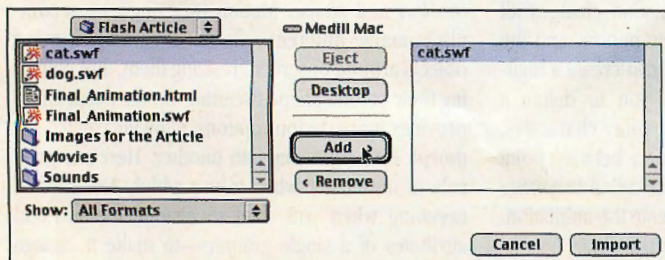 Flash Article
Medill Mac
cat.swf
dog.swf
Final_Animation.html
Final_Animation.swf
Images for the Article
Movies
Sounds
Eject
Desktop
Add
‹ Remove
cat.swf
Show: All Formats
Cancel
Import